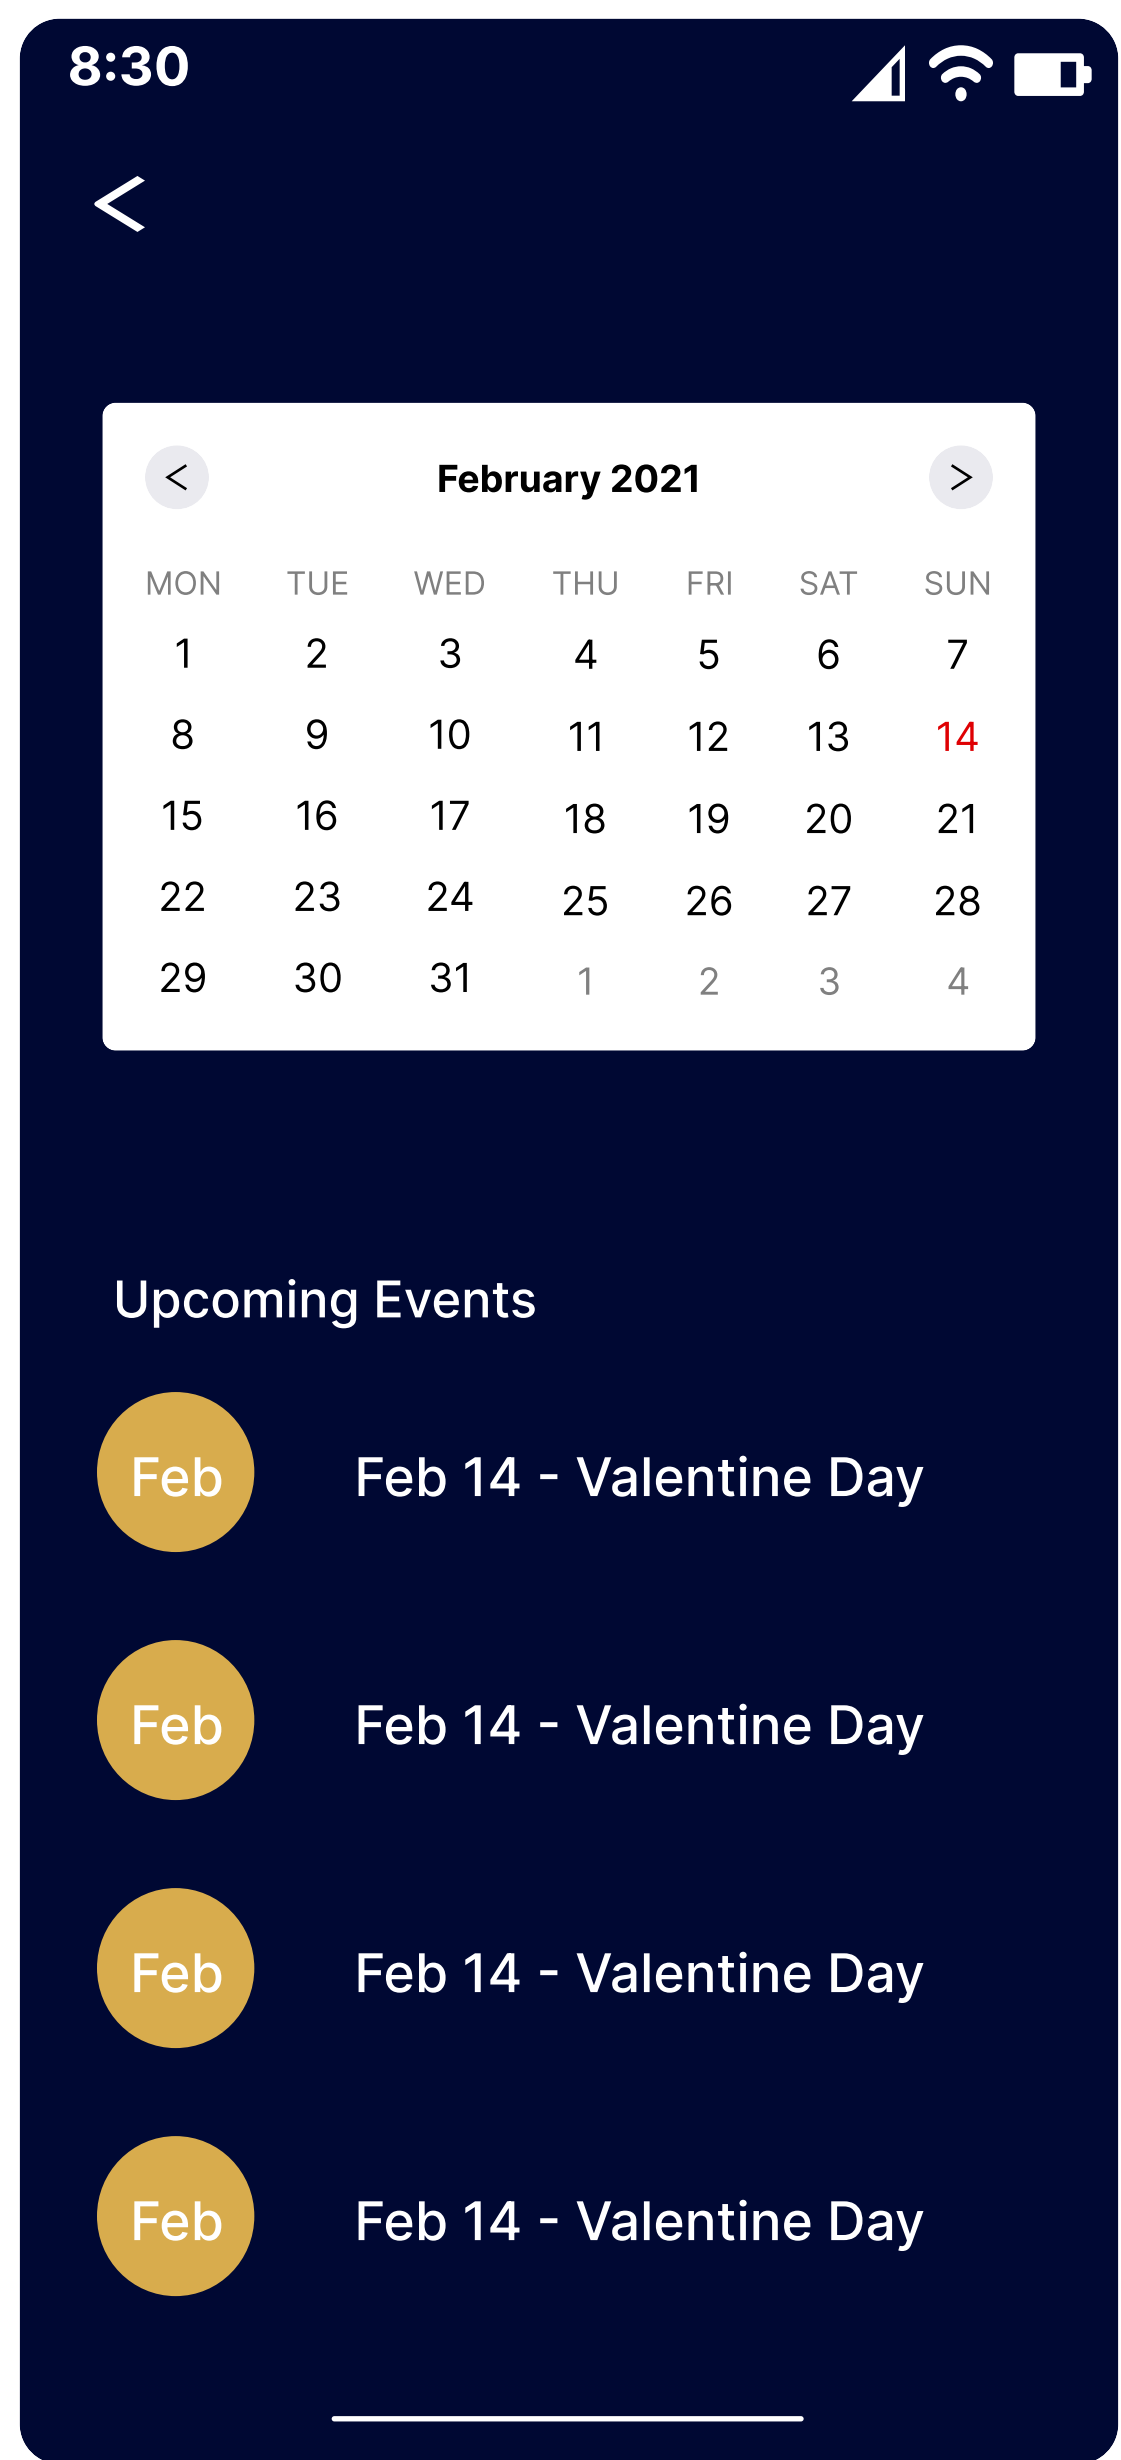 8:30
February 2021
MON TUE WED THU FRI SAT SUN
1 2 3 4 5 6 7
8 9 10 11 12 13 14
15 16 17 18 19 20 21
22 23 24 25 26 27 28
29 30 31 1 2 3 4
Upcoming Events
Feb Feb 14 - Valentine Day
Feb Feb 14 - Valentine Day
Feb Feb 14 - Valentine Day
Feb Feb 14 - Valentine Day